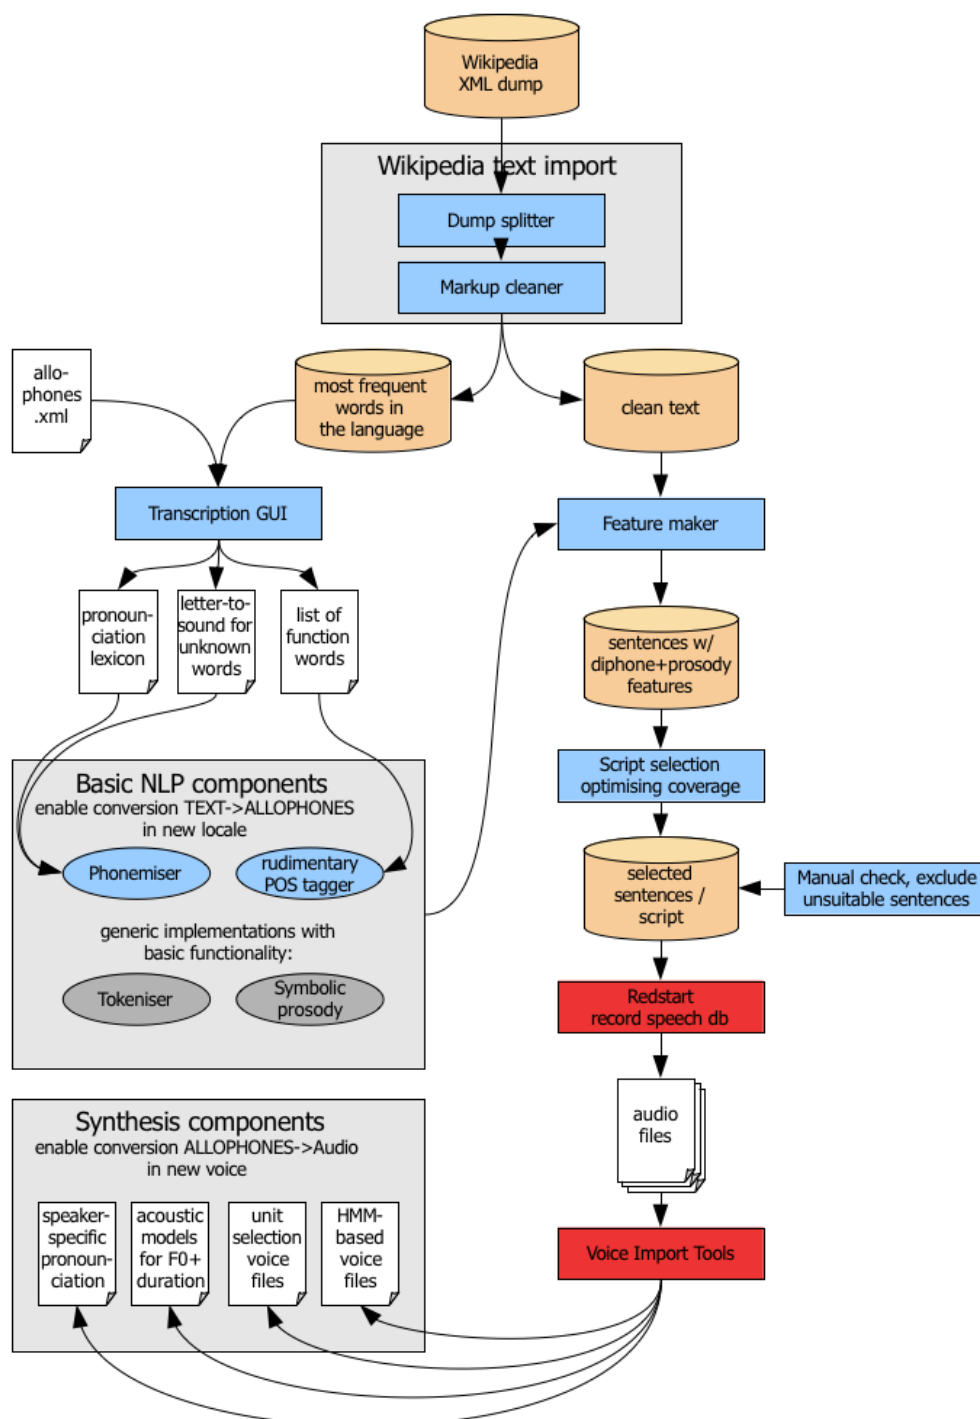 Wikipedia
XML dump
Wikipedia text import
Dump splitter
Markup cleaner
allo-
phones
.xml
most frequent
words in
the language
clean text
Transcription GUI
Feature maker
pronoun-
ciation
lexicon
letter-to-
sound for
unknown
words
list of
function
words
sentences w/
diphone+prosody
features
Script selection
optimising coverage
Basic NLP components
enable conversion TEXT->ALLOPHONES
in new locale
Phonemiser
rudimentary
POS tagger
generic implementations with
basic functionality:
Tokeniser
Symbolic
prosody
selected
sentences /
script
Manual check, exclude
unsuitable sentences
Redstart
record speech db
audio
files
Synthesis components
enable conversion ALLOPHONES->Audio
in new voice
speaker-
specific
pronoun-
ciation
acoustic
models
for F0+
duration
unit
selection
voice
files
HMM-
based
voice
files
Voice Import Tools